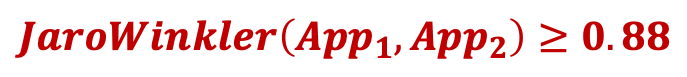 JaroWinkler(App₁, App₂) ≥ 0.88